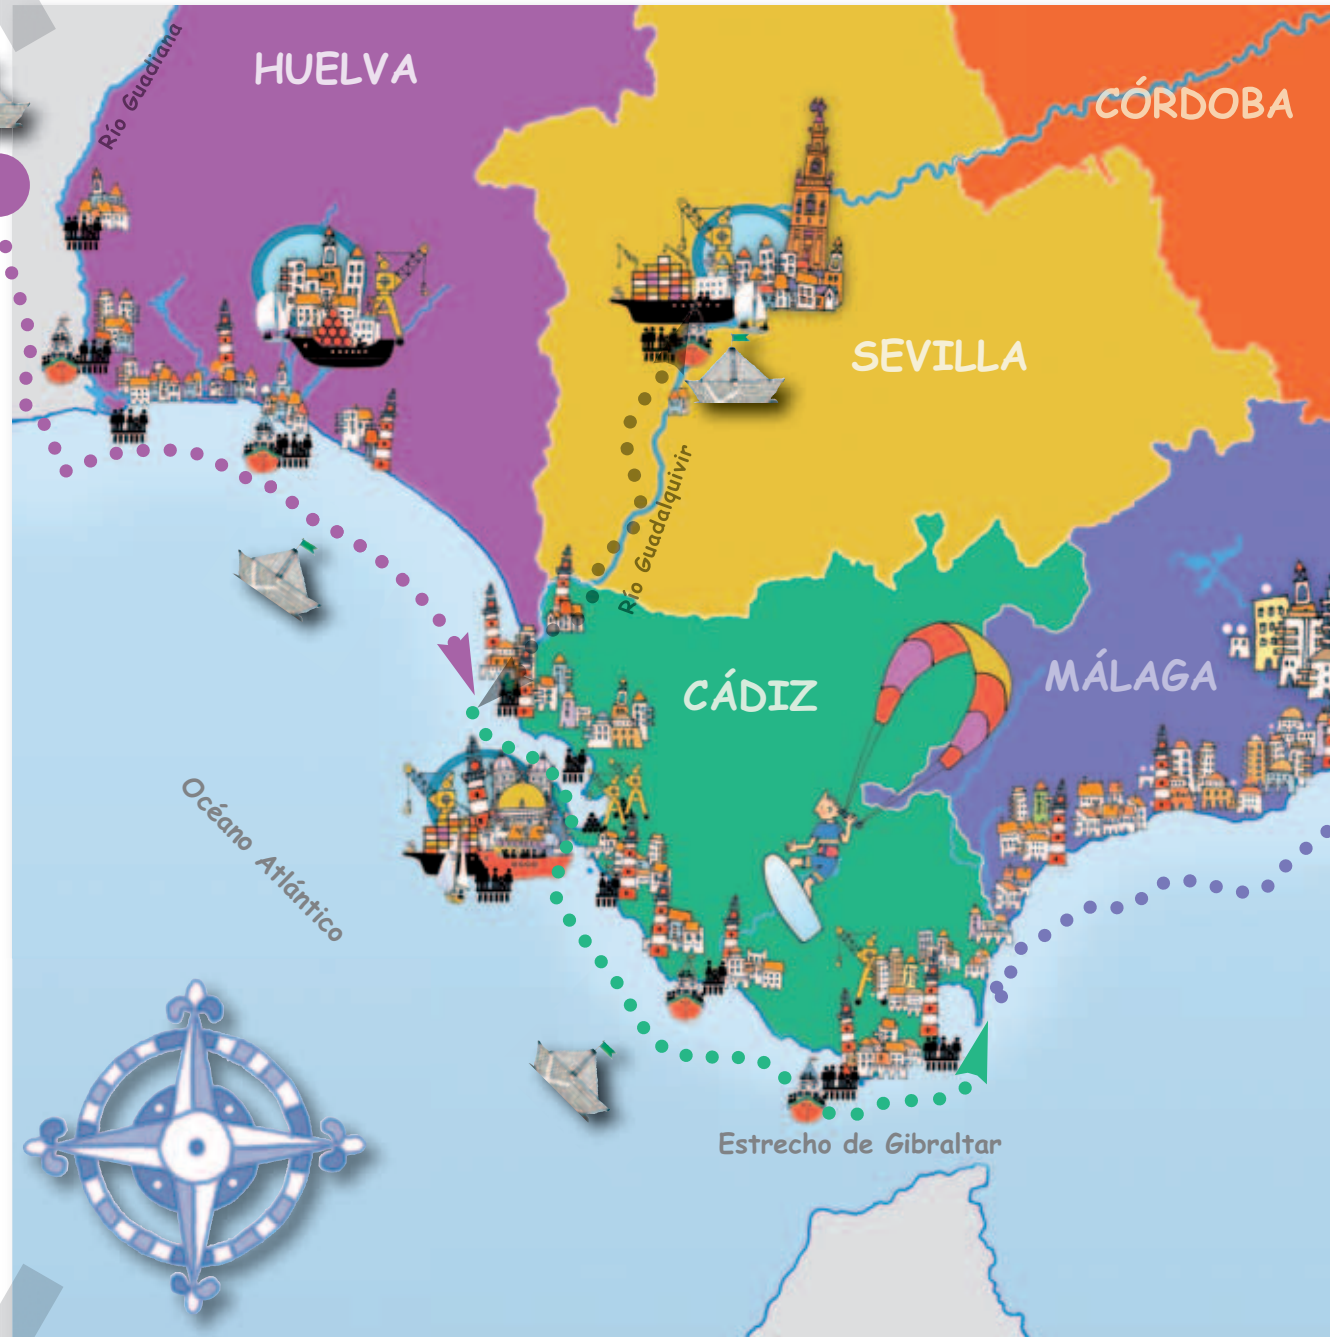 HUELVA
Río Guadiana
CÓRDOBA
SEVILLA
Río Guadalquivir
CÁDIZ
MÁLAGA
Océano Atlántico
Estrecho de Gibraltar